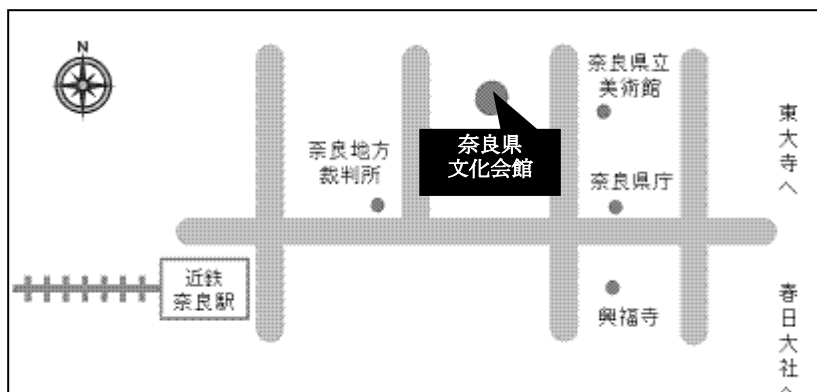 N
奈良県立
美術館
東大寺へ
奈良地方
裁判所
奈良県
文化会館
奈良県庁
近鉄
奈良駅
興福寺
春日大社へ